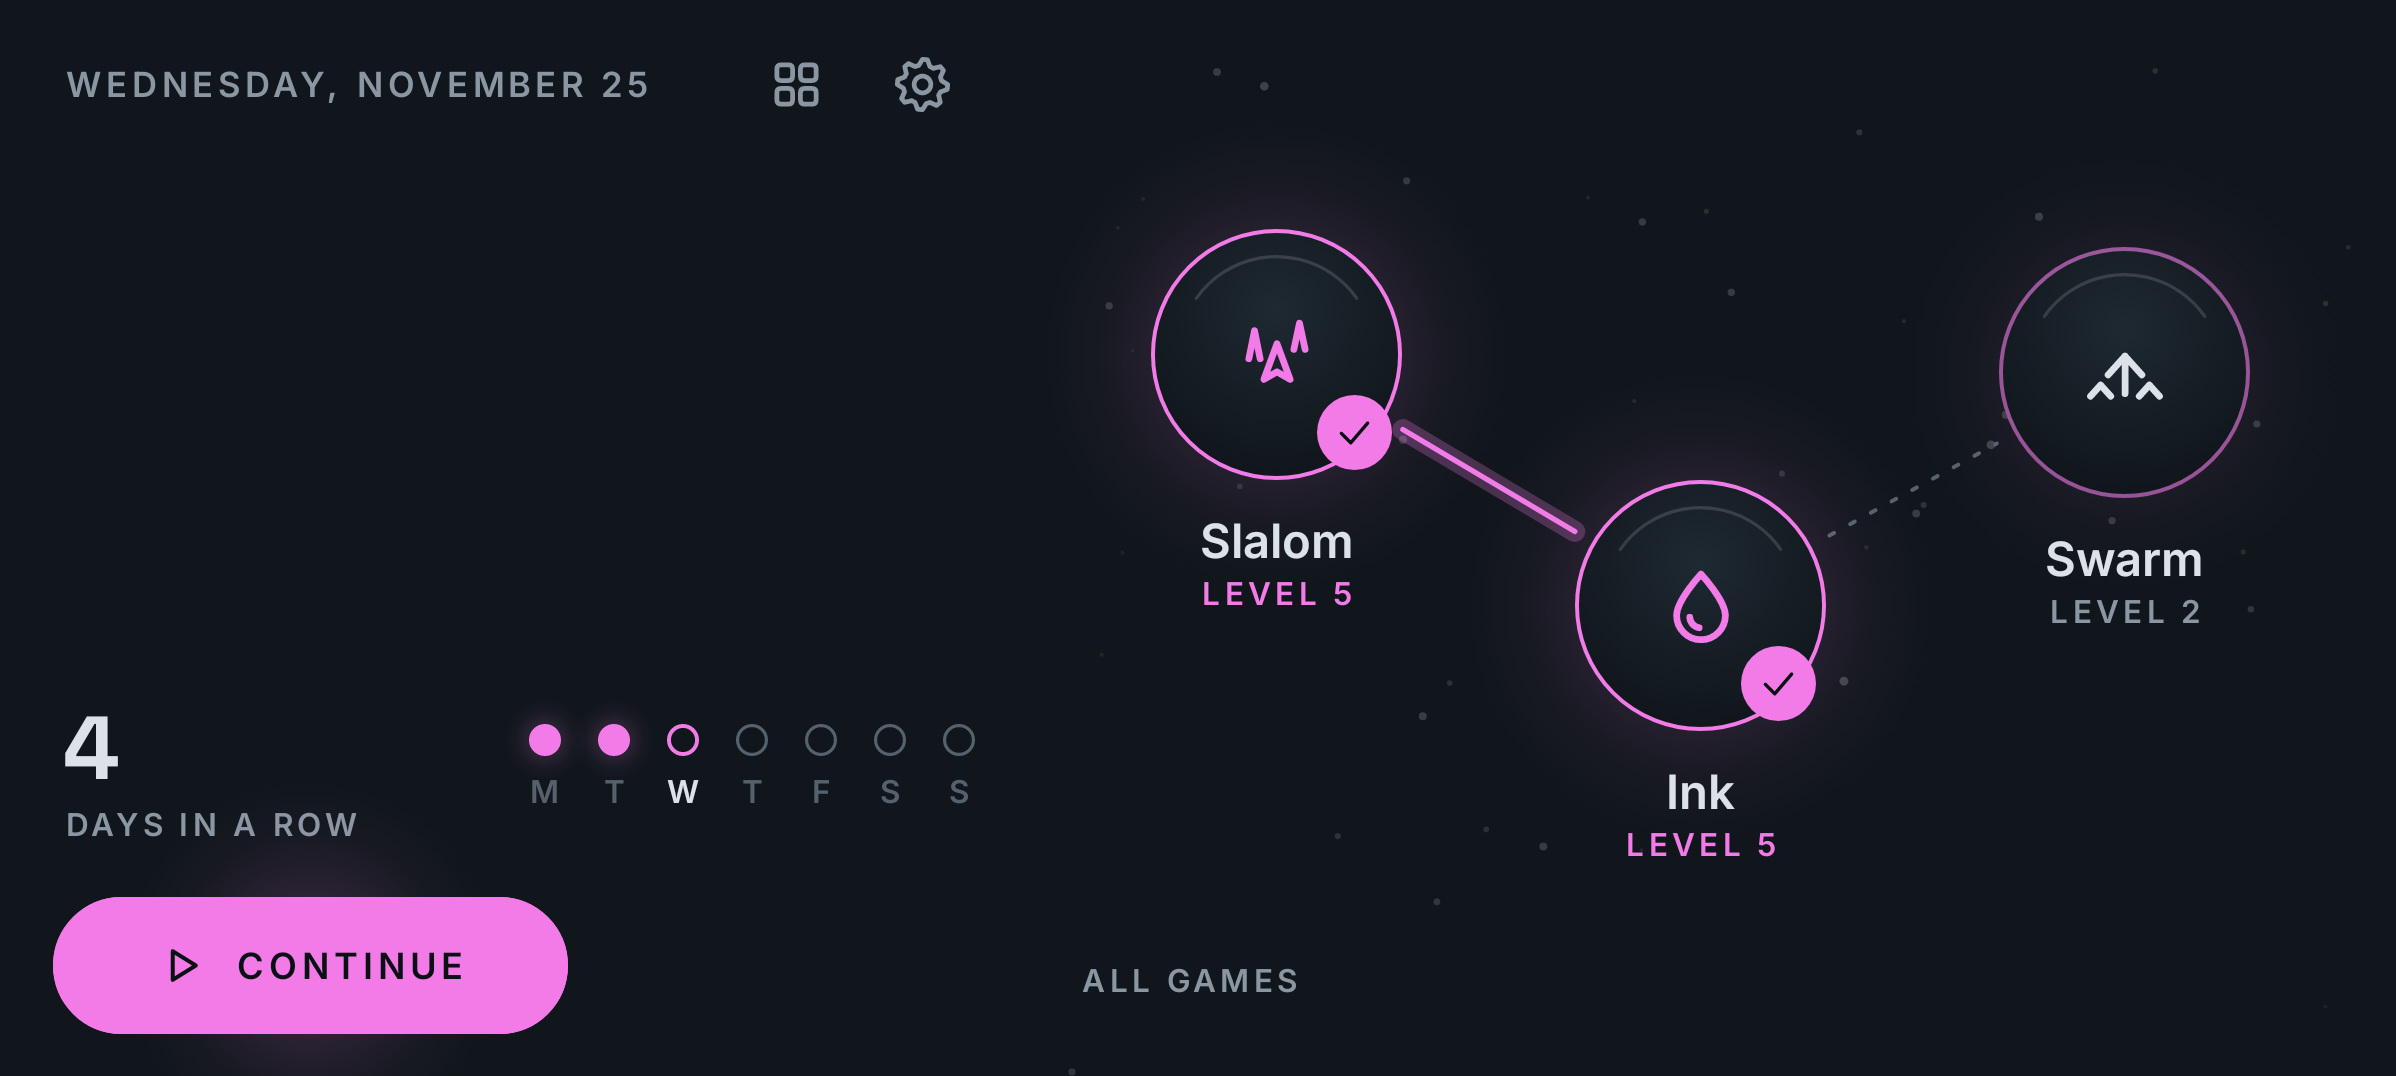 WEDNESDAY, NOVEMBER 25
4
DAYS IN A ROW
M T W T F S S
CONTINUE
Slalom
LEVEL 5
Ink
LEVEL 5
Swarm
LEVEL 2
ALL GAMES